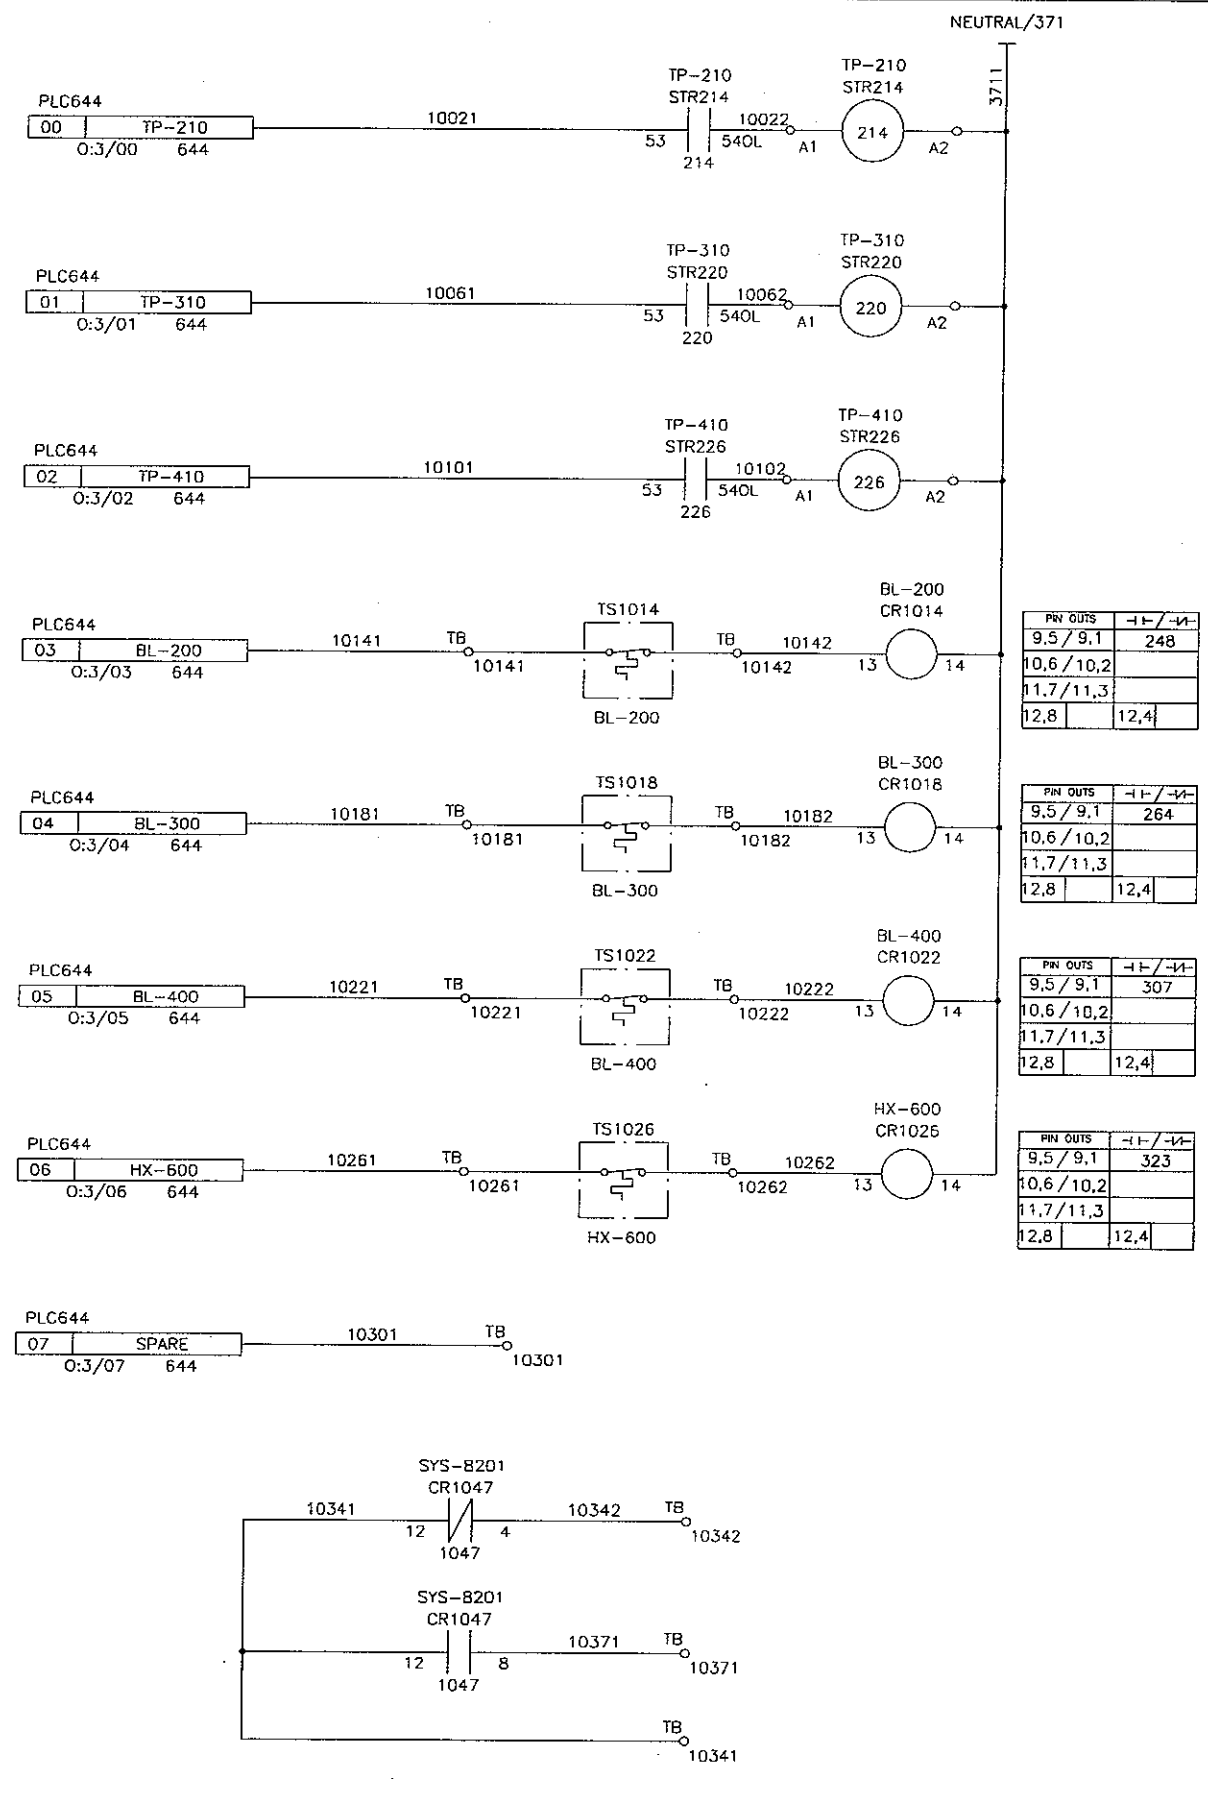 NEUTRAL/371
3711
PLC644
00 TP-210
O:3/00 644
10021
TP-210
STR214
53 540L
214
10022
A1
TP-210
STR214
214
A2
PLC644
01 TP-310
O:3/01 644
10061
TP-310
STR220
53 540L
220
10062
A1
TP-310
STR220
220
A2
PLC644
02 TP-410
O:3/02 644
10101
TP-410
STR226
53 540L
226
10102
A1
TP-410
STR226
226
A2
PLC644
03 BL-200
O:3/03 644
10141
TB
10141
TS1014
BL-200
TB
10142
10142
BL-200
CR1014
13 14
PIN OUTS
9,5/9,1 248
10,6/10,2
11,7/11,3
12,8 12,4
PLC644
04 BL-300
O:3/04 644
10181
TB
10181
TS1018
BL-300
TB
10182
10182
BL-300
CR1018
13 14
PIN OUTS
9,5/9,1 264
10,6/10,2
11,7/11,3
12,8 12,4
PLC644
05 BL-400
O:3/05 644
10221
TB
10221
TS1022
BL-400
TB
10222
10222
BL-400
CR1022
13 14
PIN OUTS
9,5/9,1 307
10,6/10,2
11,7/11,3
12,8 12,4
PLC644
06 HX-600
O:3/06 644
10261
TB
10261
TS1026
HX-600
TB
10262
10262
HX-600
CR1026
13 14
PIN OUTS
9,5/9,1 323
10,6/10,2
11,7/11,3
12,8 12,4
PLC644
07 SPARE
O:3/07 644
10301
TB
10301
SYS-8201
CR1047
10341
12 4
1047
10342
TB
10342
SYS-8201
CR1047
12 8
1047
10371
TB
10371
TB
10341